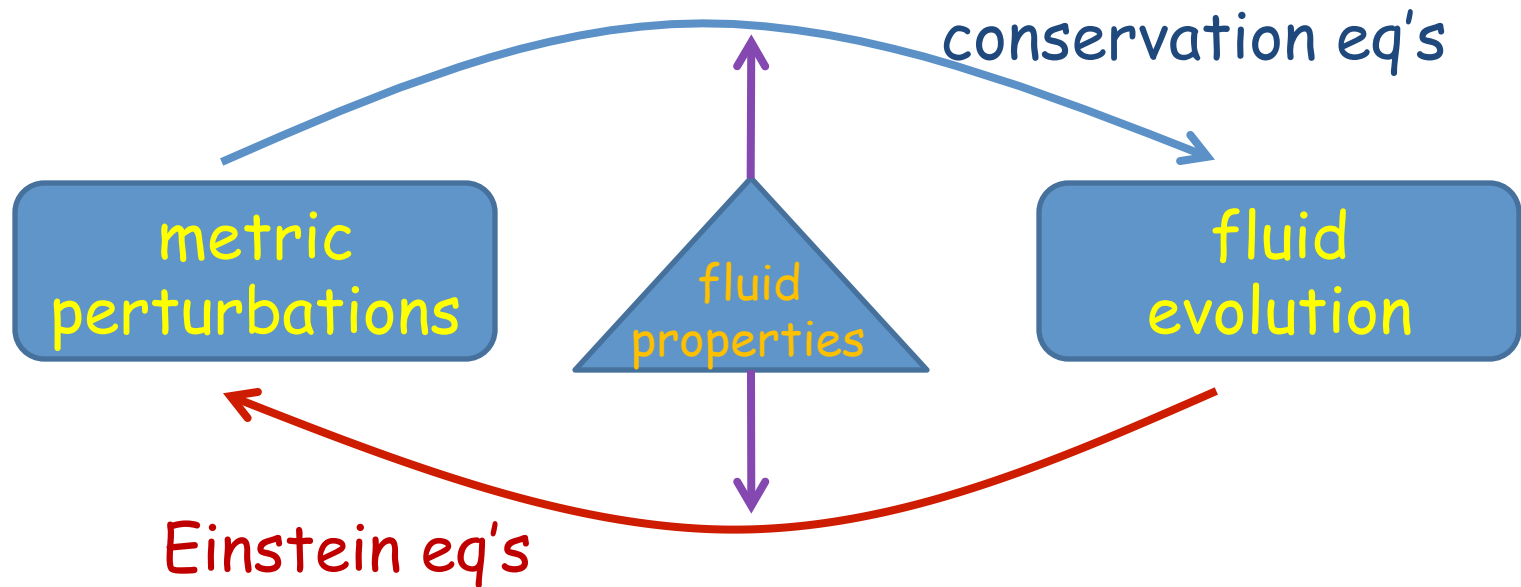 conservation eq's
metric
perturbations
fluid
properties
fluid
evolution
Einstein eq's